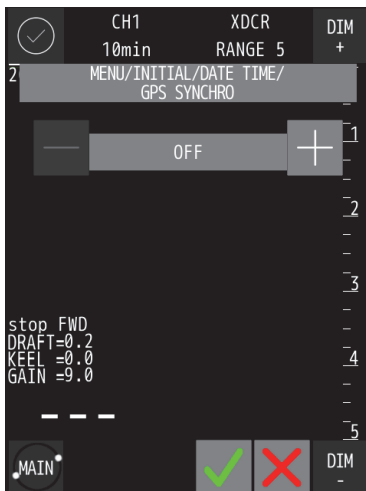 CH1 XDCR DIM
10min RANGE 5 +
2
MENU/INITIAL/DATE TIME/
GPS SYNCHRO
1
— OFF +
2
3
stop FWD
DRAFT=0.2
KEEL =0.0
GAIN =9.0
4
– – –
5
MAIN DIM
-